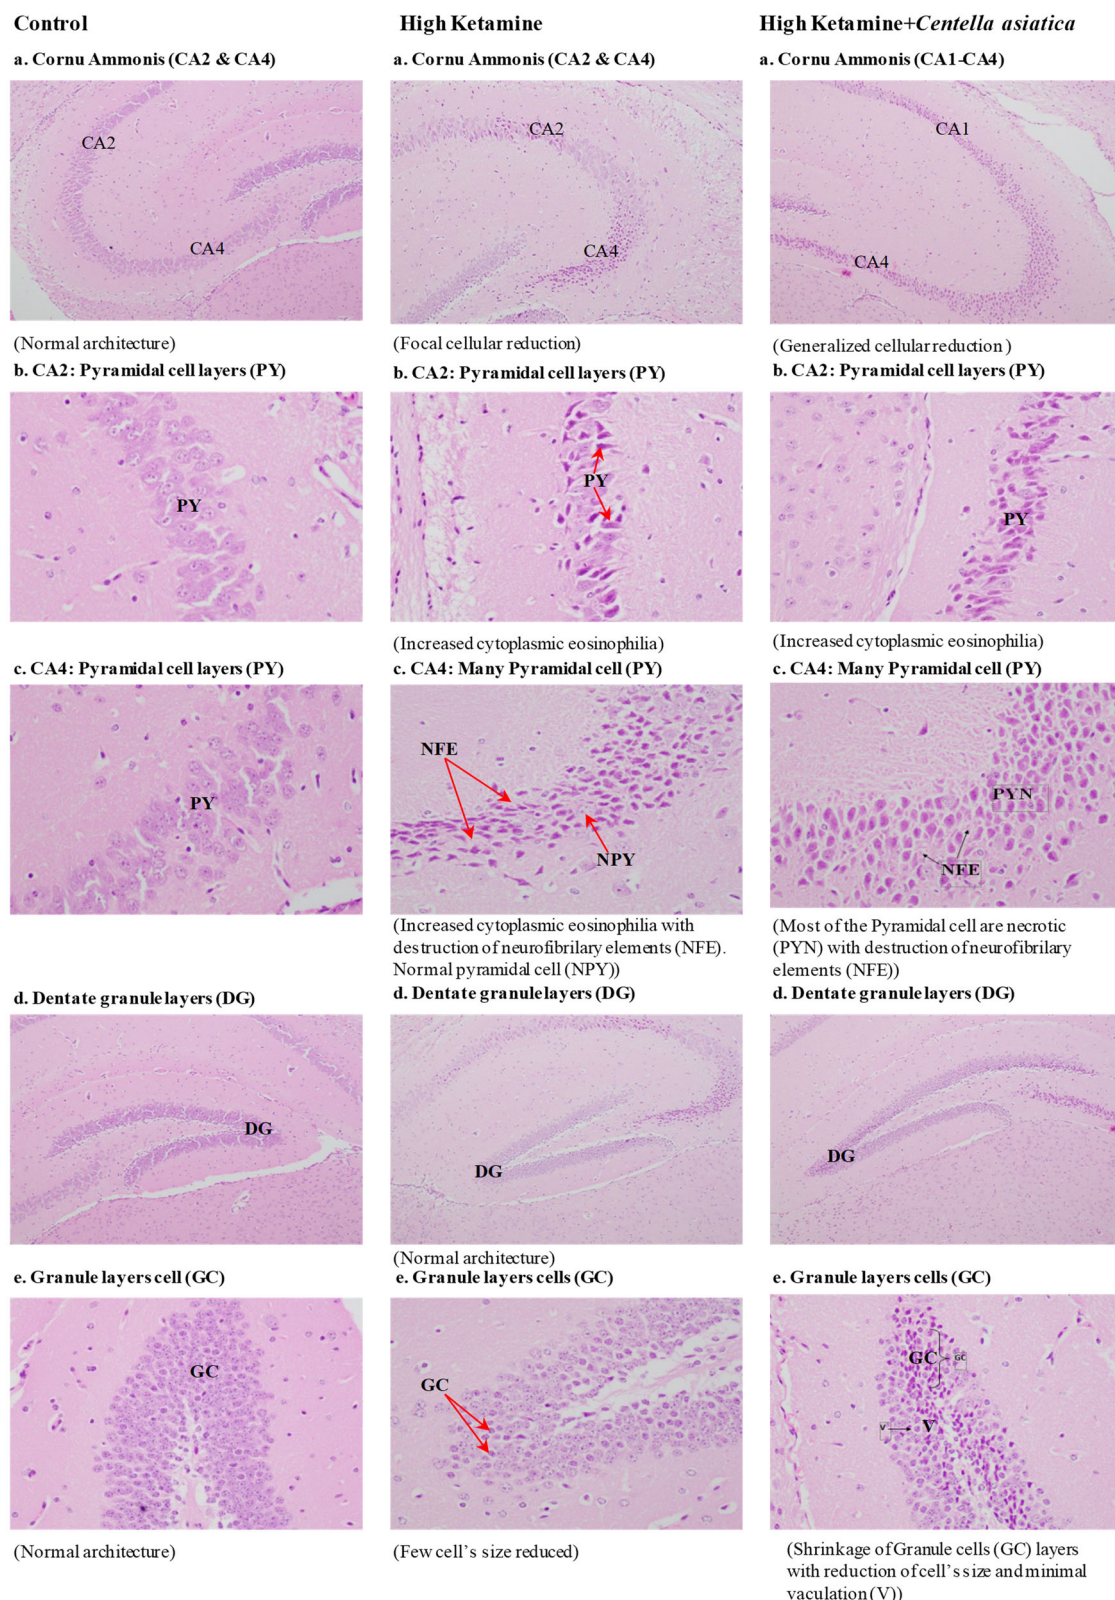 Control
High Ketamine
High Ketamine+Centella asiatica
a. Cornu Ammonis (CA2 & CA4)
a. Cornu Ammonis (CA2 & CA4)
a. Cornu Ammonis (CA1-CA4)
CA2
CA4
CA2
CA4
CA1
CA4
(Normal architecture)
(Focal cellular reduction)
(Generalized cellular reduction )
b. CA2: Pyramidal cell layers (PY)
b. CA2: Pyramidal cell layers (PY)
b. CA2: Pyramidal cell layers (PY)
PY
PY
PY
(Increased cytoplasmic eosinophilia)
(Increased cytoplasmic eosinophilia)
c. CA4: Pyramidal cell layers (PY)
c. CA4: Many Pyramidal cell (PY)
c. CA4: Many Pyramidal cell (PY)
PY
NFE
NPY
PYN
NFE
(Increased cytoplasmic eosinophilia with
destruction of neurofibrilary elements (NFE).
Normal pyramidal cell (NPY))
(Most of the Pyramidal cell are necrotic
(PYN) with destruction of neurofibrilary
elements (NFE))
d. Dentate granule layers (DG)
d. Dentate granule layers (DG)
d. Dentate granule layers (DG)
DG
DG
DG
(Normal architecture)
e. Granule layers cell (GC)
e. Granule layers cells (GC)
e. Granule layers cells (GC)
GC
GC
GC
GC
V
V
(Normal architecture)
(Few cell's size reduced)
(Shrinkage of Granule cells (GC) layers
with reduction of cell's size and minimal
vaculation (V))